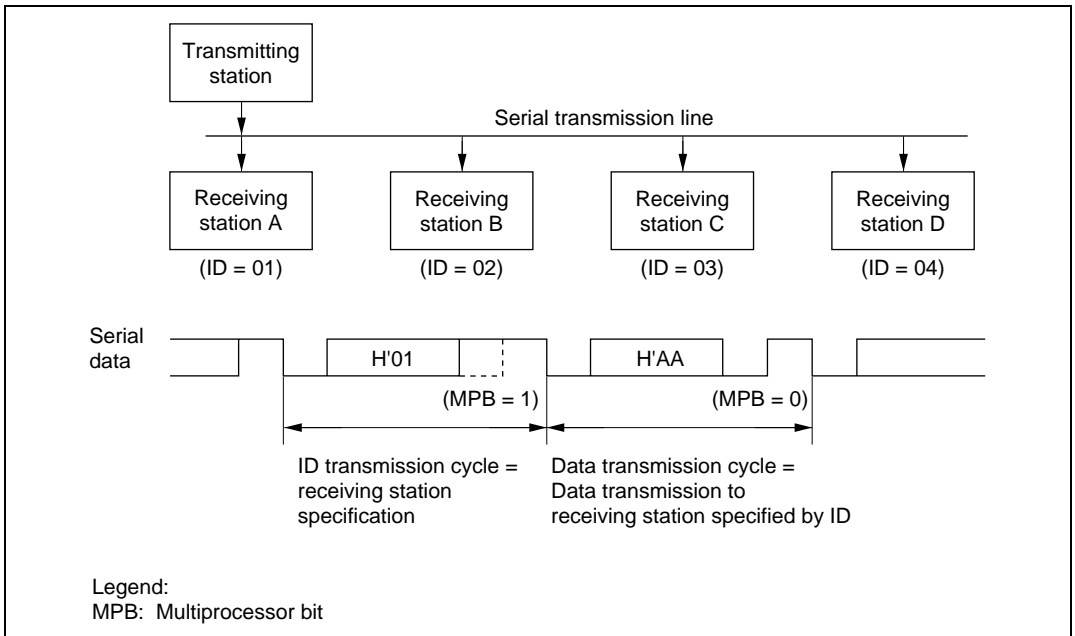 Transmitting
station
Serial transmission line
Receiving
station A
Receiving
station B
Receiving
station C
Receiving
station D
(ID = 01)
(ID = 02)
(ID = 03)
(ID = 04)
Serial
data
H'01
H'AA
(MPB = 1)
(MPB = 0)
ID transmission cycle =
receiving station
specification
Data transmission cycle =
Data transmission to
receiving station specified by ID
Legend:
MPB: Multiprocessor bit